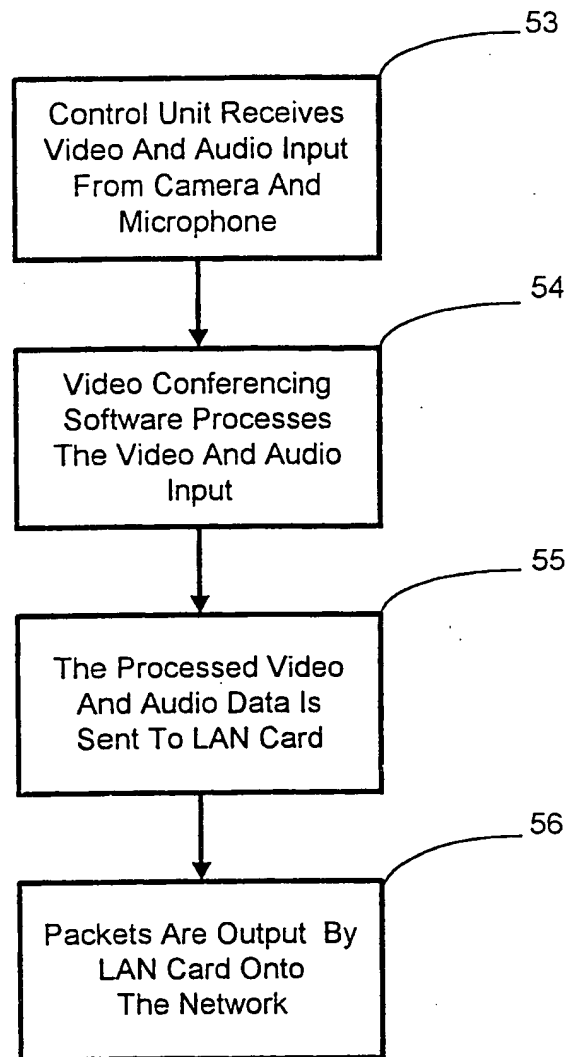 53
Control Unit Receives
Video And Audio Input
From Camera And
Microphone
54
Video Conferencing
Software Processes
The Video And Audio
Input
55
The Processed Video
And Audio Data Is
Sent To LAN Card
56
Packets Are Output By
LAN Card Onto
The Network